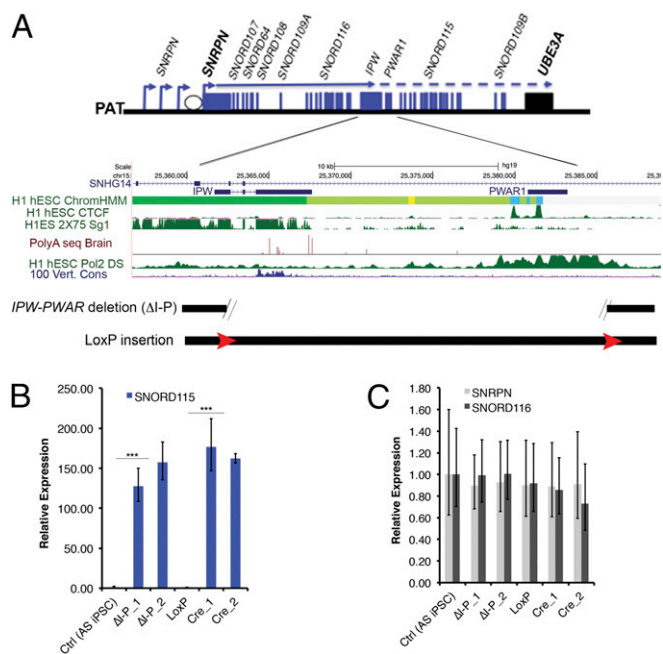 A
SNRPN
SNRPN
SNORD107
SNORD64
SNORD108
SNORD109A
SNORD116
IPW
PWAR1
SNORD115
SNORD109B
UBE3A
PAT
Scale
10 kb
hg19
chr15:
25,360,000
25,365,000
25,370,000
25,375,000
25,380,000
25,385,000
SNHG14
IPW
PWAR1
H1 hESC ChromHMM
H1 hESC CTCF
H1ES 2X75 Sg1
PolyA seq Brain
H1 hESC Pol2 DS
100 Vert. Cons
IPW-PWAR deletion (ΔI-P)
LoxP insertion
B
SNORD115
Relative Expression
250.00
200.00
150.00
100.00
50.00
0.00
***
***
Ctrl (AS iPSC)
ΔI-P_1
ΔI-P_2
LoxP
Cre_1
Cre_2
C
SNRPN
SNORD116
Relative Expression
1.80
1.60
1.40
1.20
1.00
0.80
0.60
0.40
0.20
0.00
Ctrl (AS iPSC)
ΔI-P_1
ΔI-P_2
LoxP
Cre_1
Cre_2